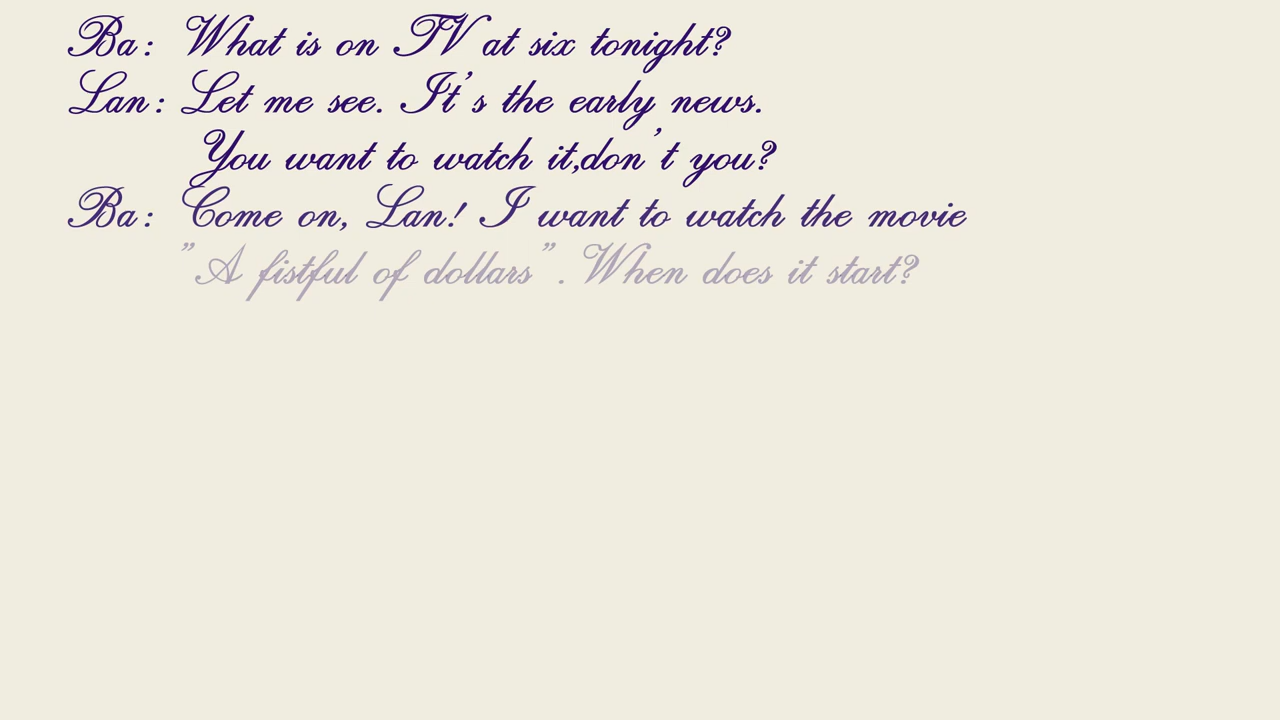 Ba: What is on TV at six tonight?
Lan: Let me see. It's the early news.
You want to watch it,don't you?
Ba: Come on, Lan! I want to watch the movie
"A fistful of dollars". When does it start?